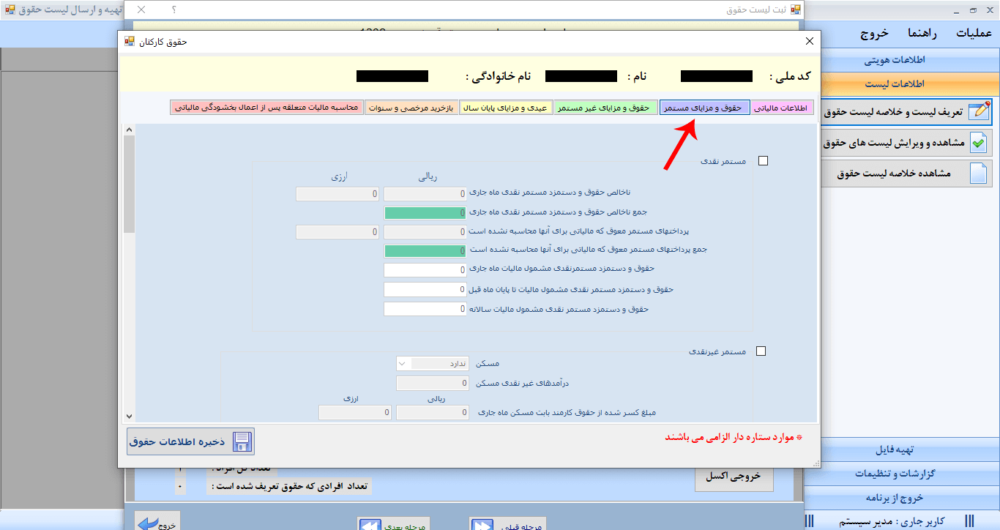 تهیه و ارسال لیست حقوق
ثبت لیست حقوق
؟
عملیات راهنما خروج
حقوق کارکنان
کد ملی : نام : نام خانوادگی :
اطلاعات مالیاتی
حقوق و مزایای مستمر
حقوق و مزایای غیر مستمر
عیدی و مزایای پایان سال
بازخرید مرخصی و سنوات
محاسبه مالیات متعلقه پس از اعمال بخشودگی مالیاتی
مستمر نقدی
ریالی ارزی
ناخالص حقوق و دستمزد مستمر نقدی ماه جاری 0 0
جمع ناخالص حقوق و دستمزد مستمر نقدی ماه جاری 0
پرداختهای مستمر معوق که مالیاتی برای آنها محاسبه نشده است 0 0
جمع پرداختهای مستمر معوق که مالیاتی برای آنها محاسبه نشده است 0
حقوق و دستمزد مستمرنقدی مشمول مالیات ماه جاری 0
حقوق و دستمزد مستمر نقدی مشمول مالیات تا پایان ماه قبل 0
حقوق و دستمزد مستمر نقدی مشمول مالیات سالانه 0
مستمر غیرنقدی
مسکن ندارد
درآمدهای غیر نقدی مسکن 0
ریالی ارزی
مبلغ کسر شده از حقوق کارمند بابت مسکن ماه جاری 0 0
* موارد ستاره دار الزامی می باشند
ذخیره اطلاعات حقوق
خروجی اکسل
تعداد کل افراد : ۱
تعداد افرادی که حقوق تعریف شده است : ۰
مرحله قبلی
مرحله بعدی
خروج
اطلاعات هویتی
اطلاعات لیست
تعریف لیست و خلاصه لیست حقوق
مشاهده و ویرایش لیست های حقوق
مشاهده خلاصه لیست حقوق
تهیه فایل
گزارشات و تنظیمات
خروج از برنامه
کاربر جاری : مدیر سیستم